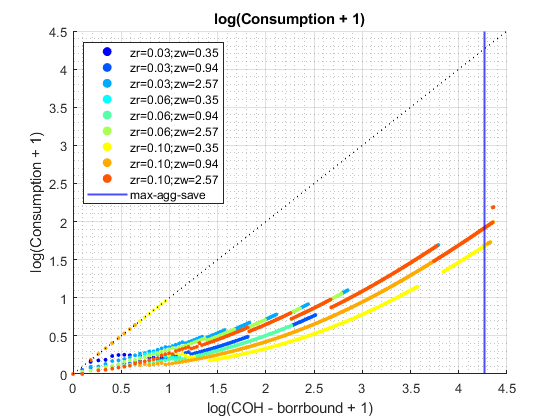 log(Consumption + 1)
4.5
4
3.5
3
2.5
2
1.5
1
0.5
0
log(Consumption + 1)
zr=0.03;zw=0.35
zr=0.03;zw=0.94
zr=0.03;zw=2.57
zr=0.06;zw=0.35
zr=0.06;zw=0.94
zr=0.06;zw=2.57
zr=0.10;zw=0.35
zr=0.10;zw=0.94
zr=0.10;zw=2.57
max-agg-save
0 0.5 1 1.5 2 2.5 3 3.5 4 4.5
log(COH - borrbound + 1)